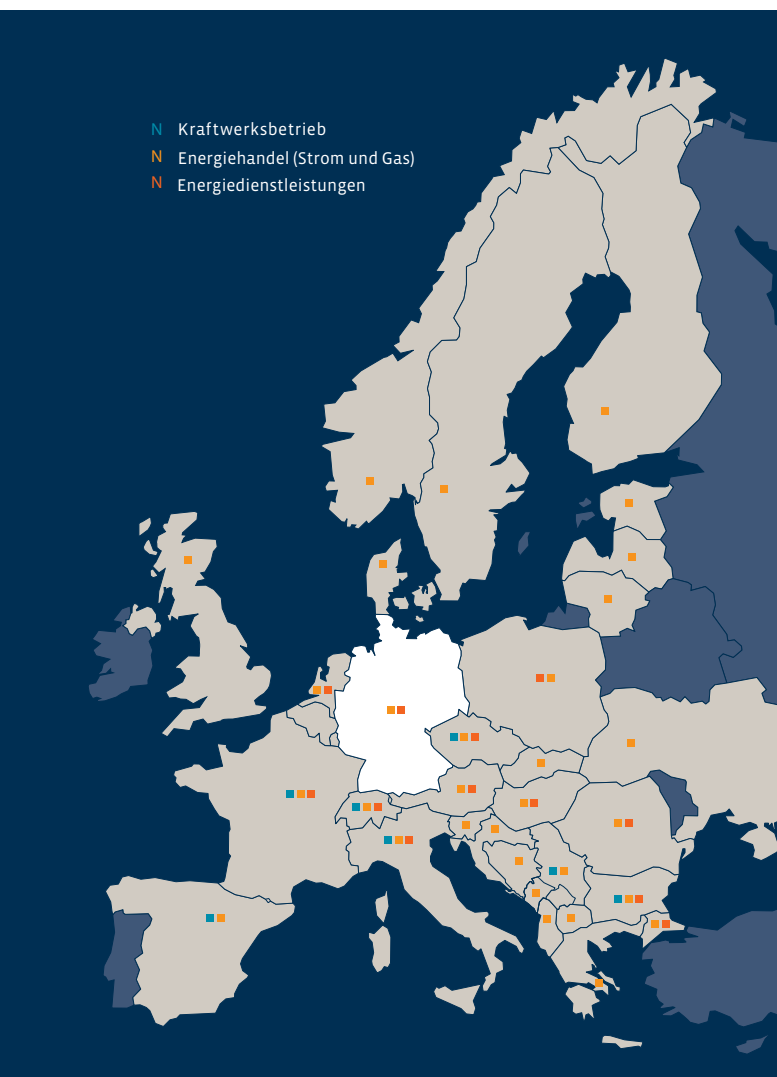 N Kraftwerksbetrieb
N Energiehandel (Strom und Gas)
N Energiedienstleistungen